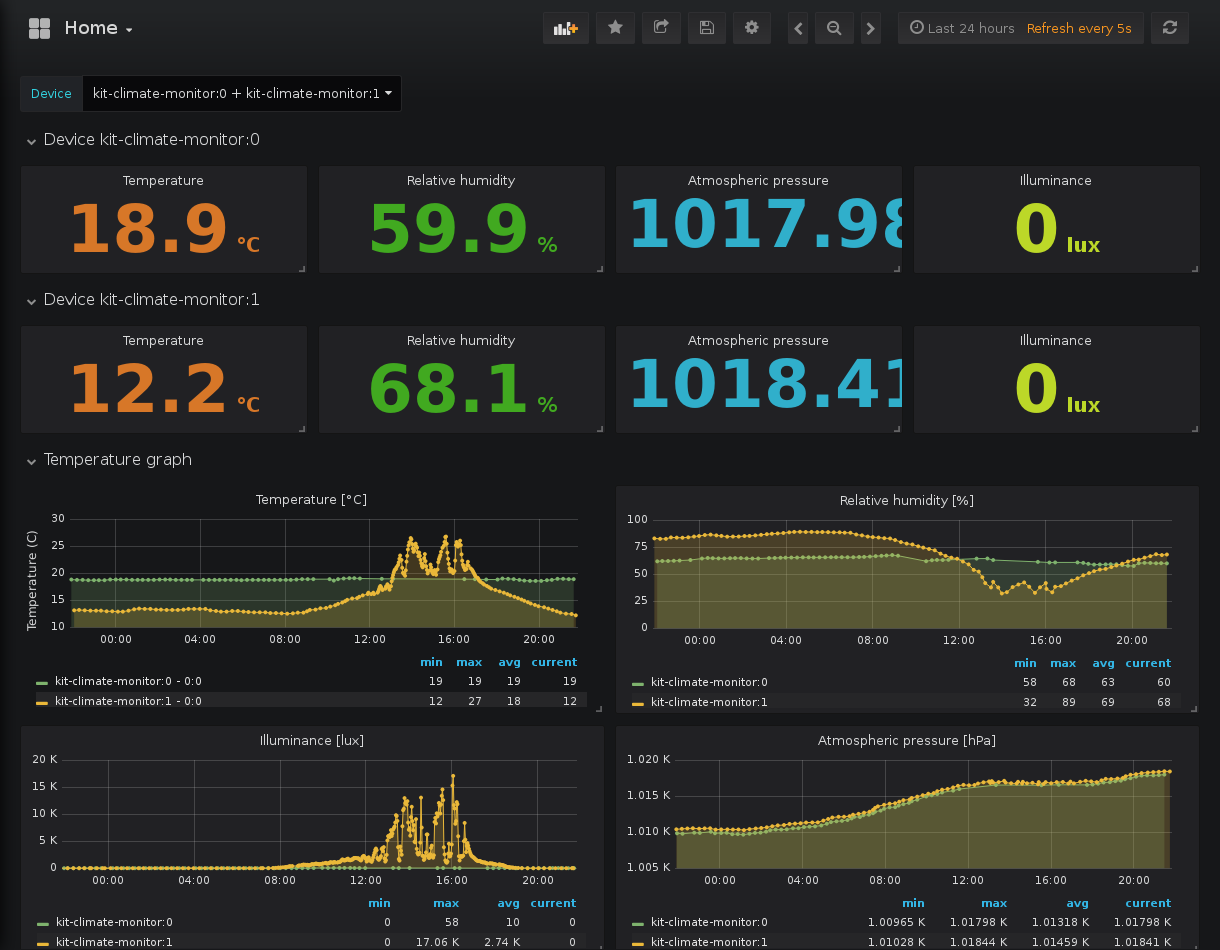 Home
Last 24 hours Refresh every 5s
Device kit-climate-monitor:0 + kit-climate-monitor:1
Device kit-climate-monitor:0
Temperature Relative humidity Atmospheric pressure Illuminance
18.9 °C 59.9 % 1017.98 0 lux
Device kit-climate-monitor:1
Temperature Relative humidity Atmospheric pressure Illuminance
12.2 °C 68.1 % 1018.41 0 lux
Temperature graph
Temperature [°C]
Temperature (C)
30
25
20
15
10
00:00 04:00 08:00 12:00 16:00 20:00
min max avg current
kit-climate-monitor:0 - 0:0 19 19 19 19
kit-climate-monitor:1 - 0:0 12 27 18 12
Relative humidity [%]
100
75
50
25
0
00:00 04:00 08:00 12:00 16:00 20:00
min max avg current
kit-climate-monitor:0 58 68 63 60
kit-climate-monitor:1 32 89 69 68
Illuminance [lux]
20 K
15 K
10 K
5 K
0
00:00 04:00 08:00 12:00 16:00 20:00
min max avg current
kit-climate-monitor:0 0 58 10 0
kit-climate-monitor:1 0 17.06 K 2.74 K 0
Atmospheric pressure [hPa]
1.020 K
1.015 K
1.010 K
1.005 K
00:00 04:00 08:00 12:00 16:00 20:00
min max avg current
kit-climate-monitor:0 1.00965 K 1.01798 K 1.01318 K 1.01798 K
kit-climate-monitor:1 1.01028 K 1.01844 K 1.01459 K 1.01841 K